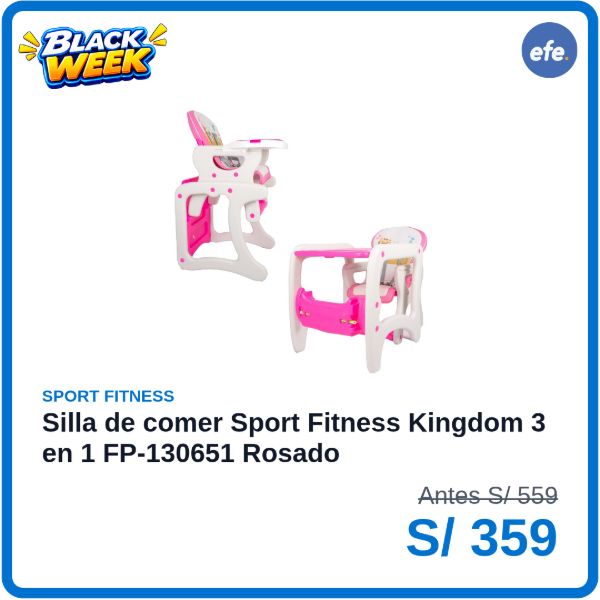 BLACK
WEEK
efe.
SPORT FITNESS
Silla de comer Sport Fitness Kingdom 3
en 1 FP-130651 Rosado
Antes S/ 559
S/ 359